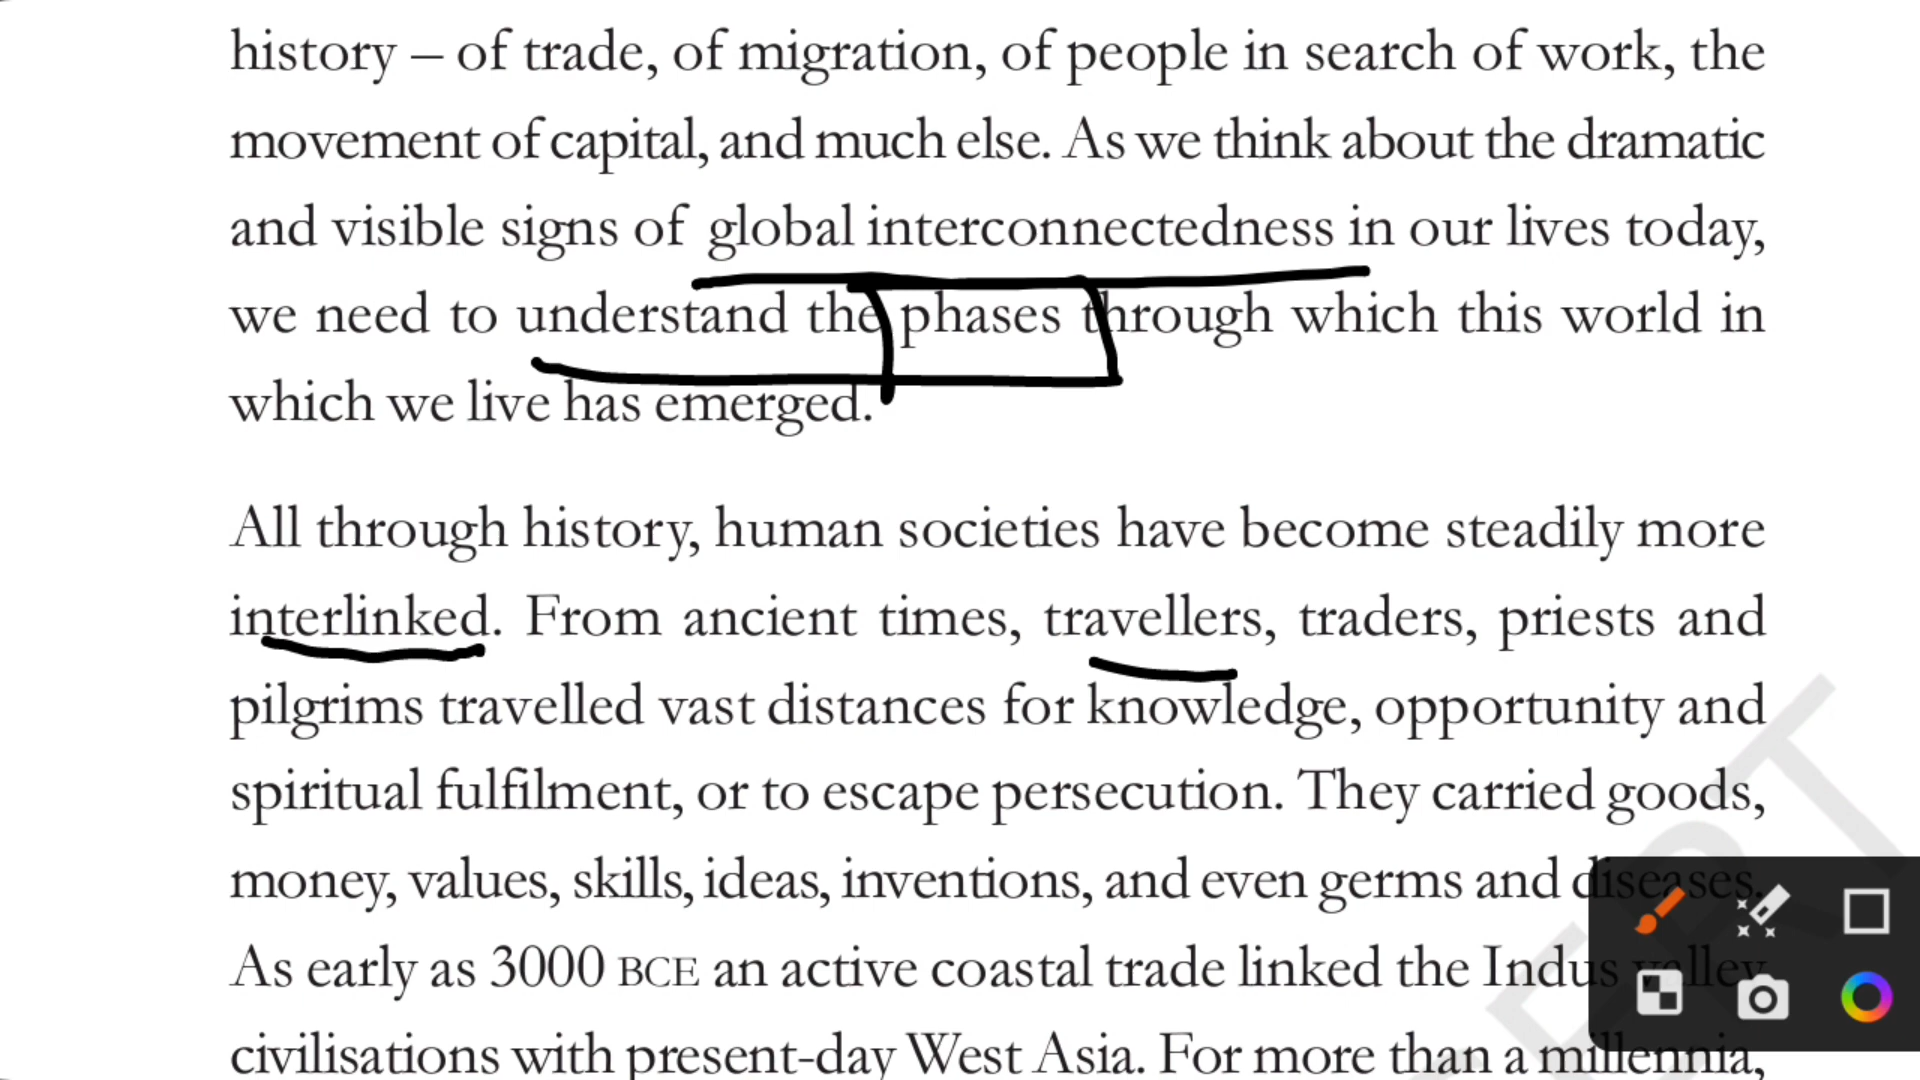 history – of trade, of migration, of people in search of work, the
movement of capital, and much else. As we think about the dramatic
and visible signs of global interconnectedness in our lives today,
we need to understand the phases through which this world in
which we live has emerged.
All through history, human societies have become steadily more
interlinked. From ancient times, travellers, traders, priests and
pilgrims travelled vast distances for knowledge, opportunity and
spiritual fulfilment, or to escape persecution. They carried goods,
money, values, skills, ideas, inventions, and even germs and diseases.
As early as 3000 BCE an active coastal trade linked the Indus valley
civilisations with present-day West Asia. For more than a millennia,